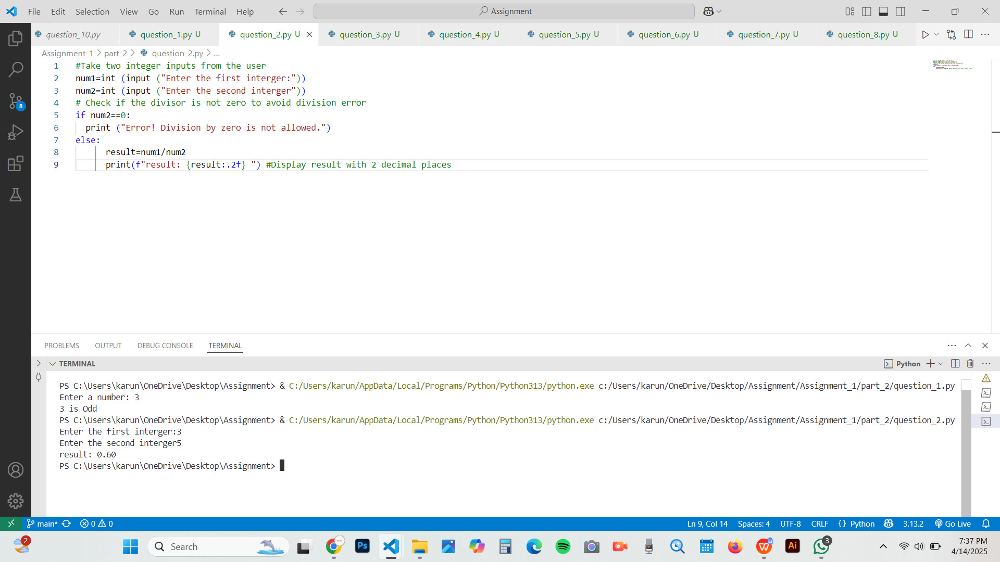 File Edit Selection View Go Run Terminal Help Assignment
question_10.py question_1.py U question_2.py U question_3.py U question_4.py U question_5.py U question_6.py U question_7.py U question_8.py U
Assignment_1 > part_2 > question_2.py > ...
1 #Take two integer inputs from the user
2 num1=int (input ("Enter the first interger:"))
3 num2=int (input ("Enter the second interger"))
4 # Check if the divisor is not zero to avoid division error
5 if num2==0:
6 print ("Error! Division by zero is not allowed.")
7 else:
8 result=num1/num2
9 print(f"result: {result:.2f} ") #Display result with 2 decimal places
8
PROBLEMS OUTPUT DEBUG CONSOLE TERMINAL
TERMINAL Python
PS C:\Users\karun\OneDrive\Desktop\Assignment> & C:/Users/karun/AppData/Local/Programs/Python/Python313/python.exe c:/Users/karun/OneDrive/Desktop/Assignment/Assignment_1/part_2/question_1.py
Enter a number: 3
3 is Odd
PS C:\Users\karun\OneDrive\Desktop\Assignment> & C:/Users/karun/AppData/Local/Programs/Python/Python313/python.exe c:/Users/karun/OneDrive/Desktop/Assignment/Assignment_1/part_2/question_2.py
Enter the first interger:3
Enter the second interger5
result: 0.60
PS C:\Users\karun\OneDrive\Desktop\Assignment>
main* 0 0 Ln 9, Col 14 Spaces: 4 UTF-8 CRLF {} Python 3.13.2 Go Live
2 Search Ps W Ai 3 7:37 PM
4/14/2025